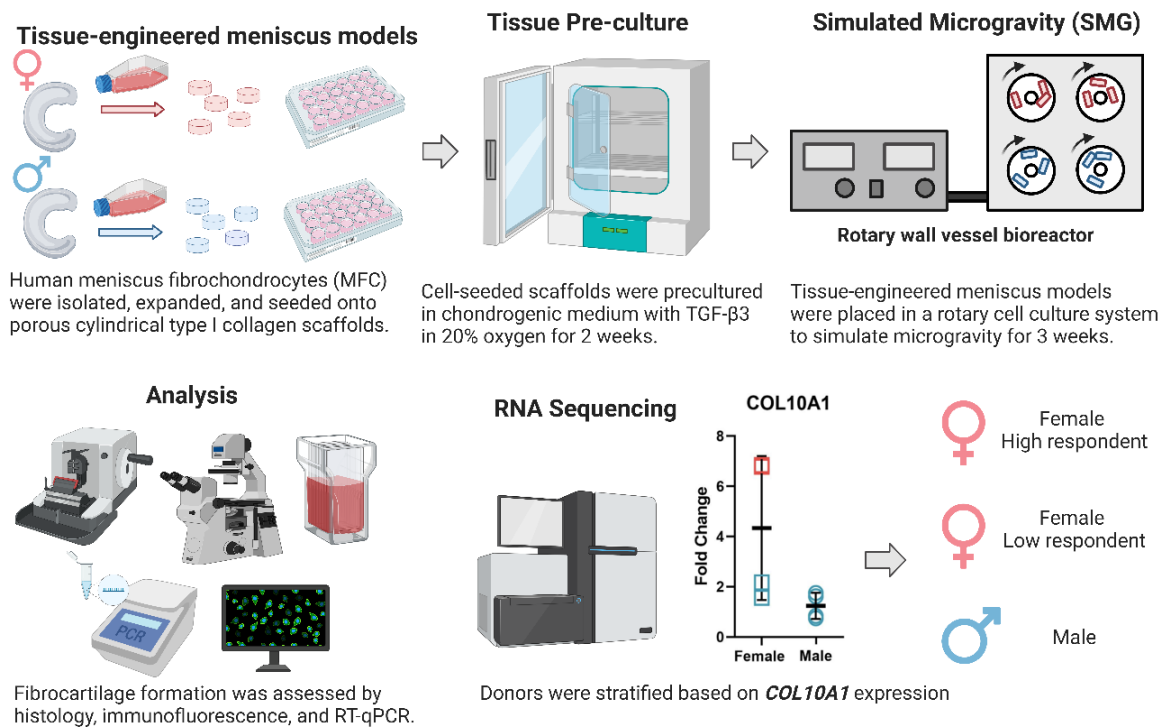 Tissue-engineered meniscus models
Human meniscus fibrochondrocytes (MFC)
were isolated, expanded, and seeded onto
porous cylindrical type I collagen scaffolds.
Tissue Pre-culture
Cell-seeded scaffolds were precultured
in chondrogenic medium with TGF-β3
in 20% oxygen for 2 weeks.
Simulated Microgravity (SMG)
Rotary wall vessel bioreactor
Tissue-engineered meniscus models
were placed in a rotary cell culture system
to simulate microgravity for 3 weeks.
Analysis
PCR
Fibrocartilage formation was assessed by
histology, immunofluorescence, and RT-qPCR.
RNA Sequencing
COL10A1
Fold Change
8
6
4
2
0
Female Male
Donors were stratified based on COL10A1 expression
Female
High respondent
Female
Low respondent
Male